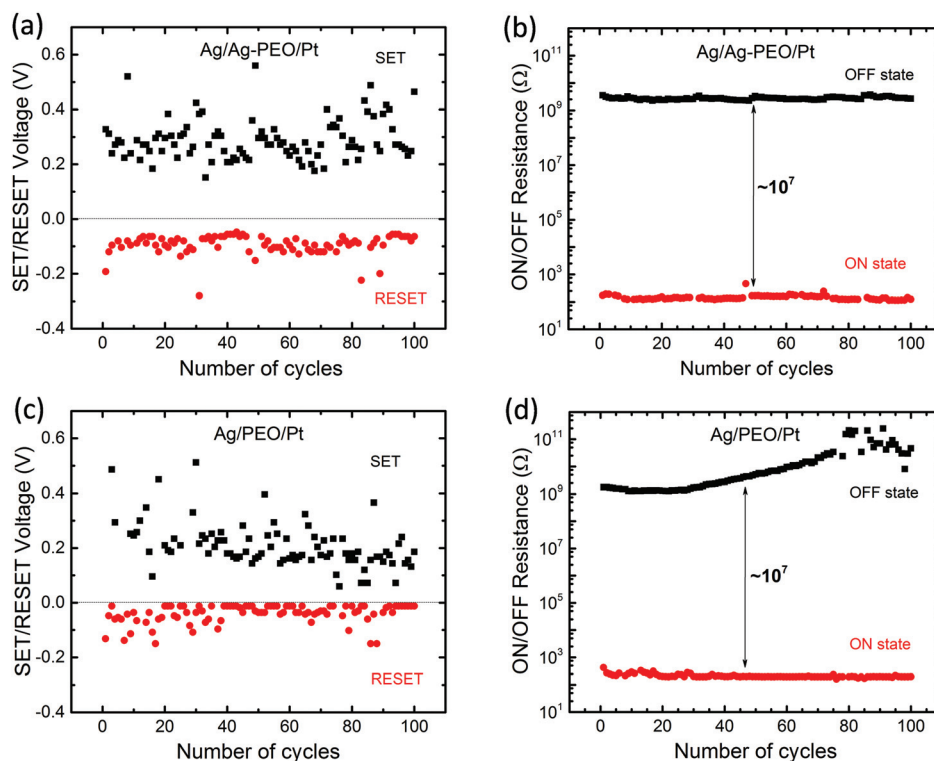 (a)
Ag/Ag-PEO/Pt
SET
RESET
SET/RESET Voltage (V)
0.6
0.4
0.2
0.0
-0.2
-0.4
0 20 40 60 80 100
Number of cycles
(b)
Ag/Ag-PEO/Pt
OFF state
~10⁷
ON state
ON/OFF Resistance (Ω)
10¹¹
10⁹
10⁷
10⁵
10³
10¹
0 20 40 60 80 100
Number of cycles
(c)
Ag/PEO/Pt
SET
RESET
SET/RESET Voltage (V)
0.6
0.4
0.2
0.0
-0.2
-0.4
0 20 40 60 80 100
Number of cycles
(d)
Ag/PEO/Pt
OFF state
~10⁷
ON state
ON/OFF Resistance (Ω)
10¹¹
10⁹
10⁷
10⁵
10³
10¹
0 20 40 60 80 100
Number of cycles